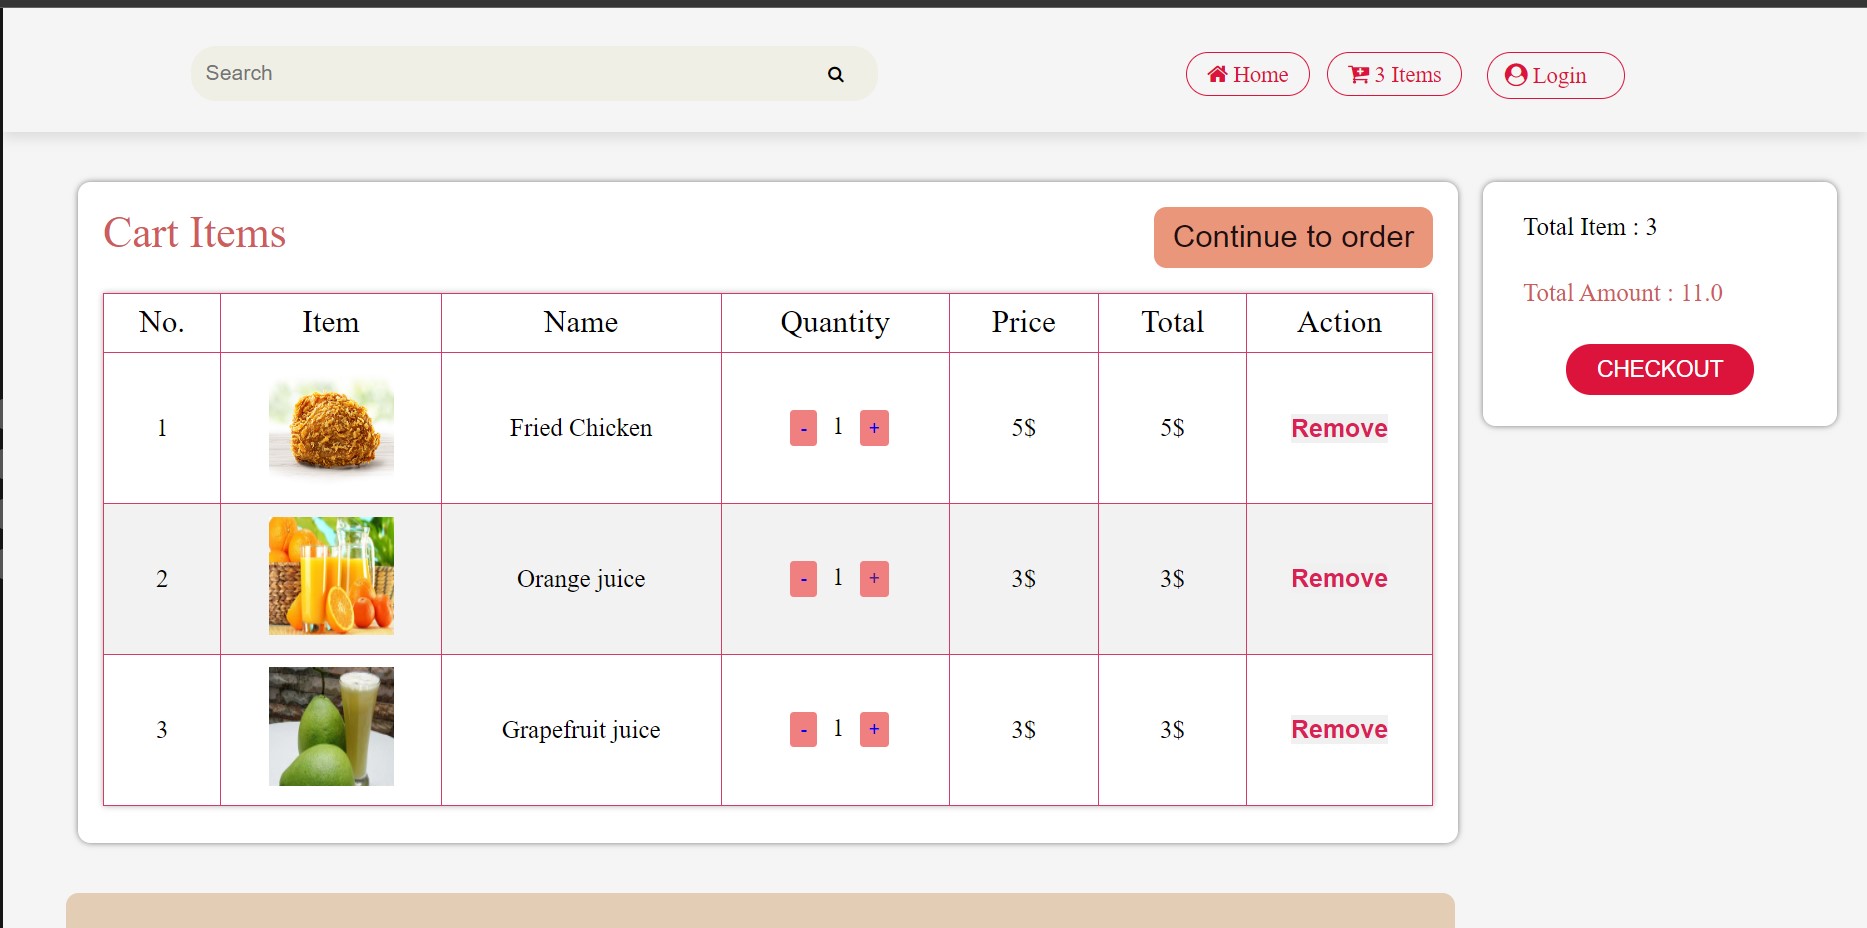 Search
Home
3 Items
Login
Cart Items
Continue to order
Total Item : 3
Total Amount : 11.0
CHECKOUT
No. Item Name Quantity Price Total Action
1 Fried Chicken - 1 + 5$ 5$ Remove
2 Orange juice - 1 + 3$ 3$ Remove
3 Grapefruit juice - 1 + 3$ 3$ Remove